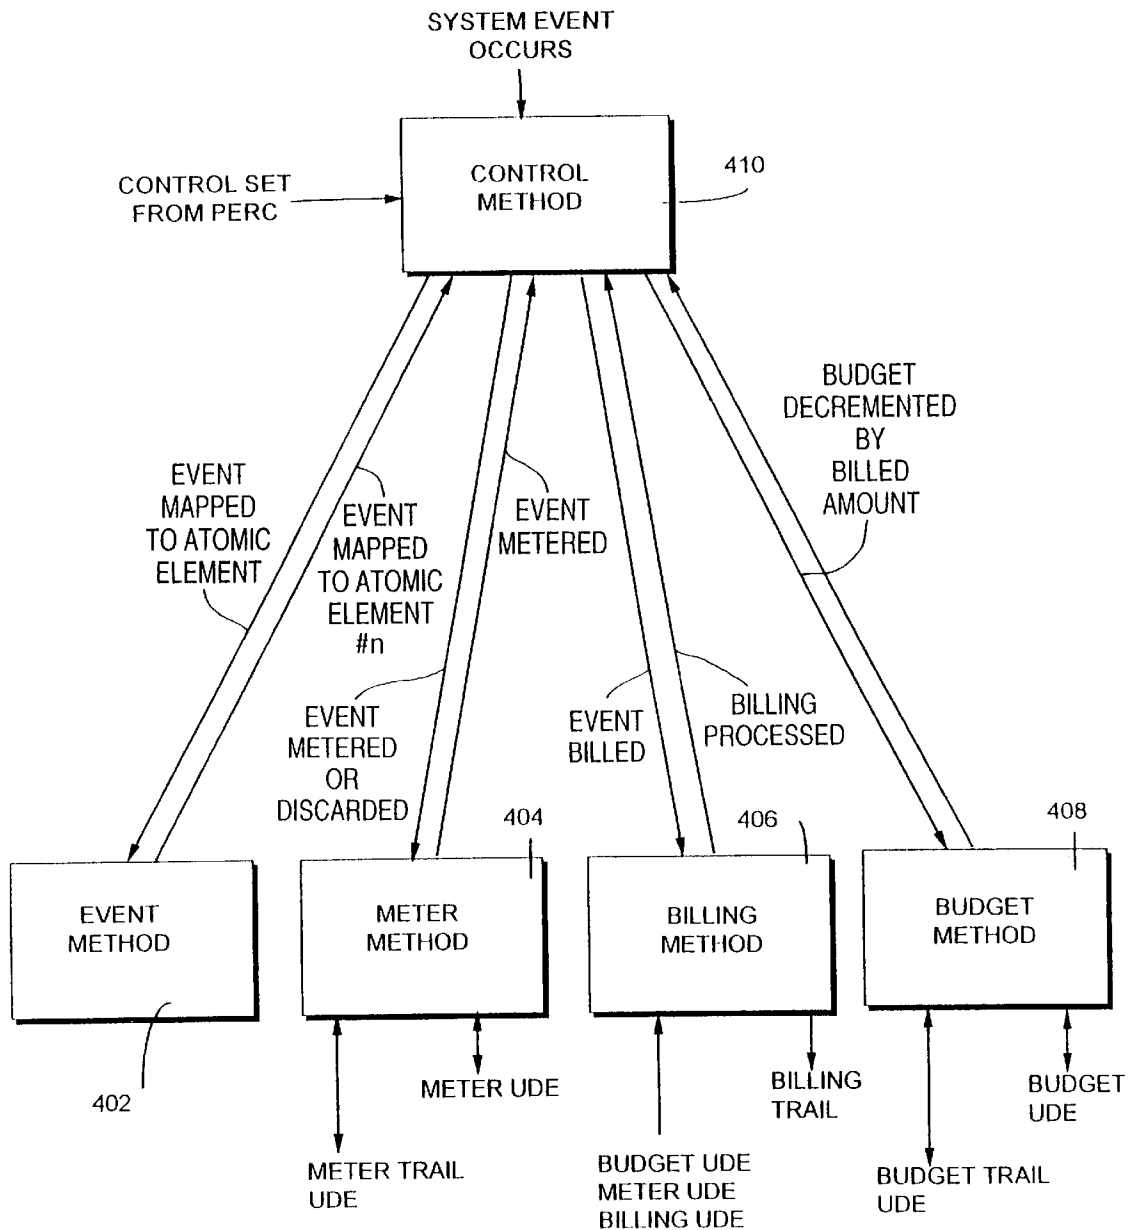 SYSTEM EVENT
OCCURS
CONTROL
METHOD
410
CONTROL SET
FROM PERC
BUDGET
DECREMENTED
BY
BILLED
AMOUNT
EVENT
MAPPED
TO ATOMIC
ELEMENT
EVENT
MAPPED
TO ATOMIC
ELEMENT
#n
EVENT
METERED
EVENT
METERED
OR
DISCARDED
EVENT
BILLED
BILLING
PROCESSED
404
406
408
EVENT
METHOD
METER
METHOD
BILLING
METHOD
BUDGET
METHOD
402
METER UDE
METER TRAIL
UDE
BILLING
TRAIL
BUDGET UDE
METER UDE
BILLING UDE
BUDGET
UDE
BUDGET TRAIL
UDE